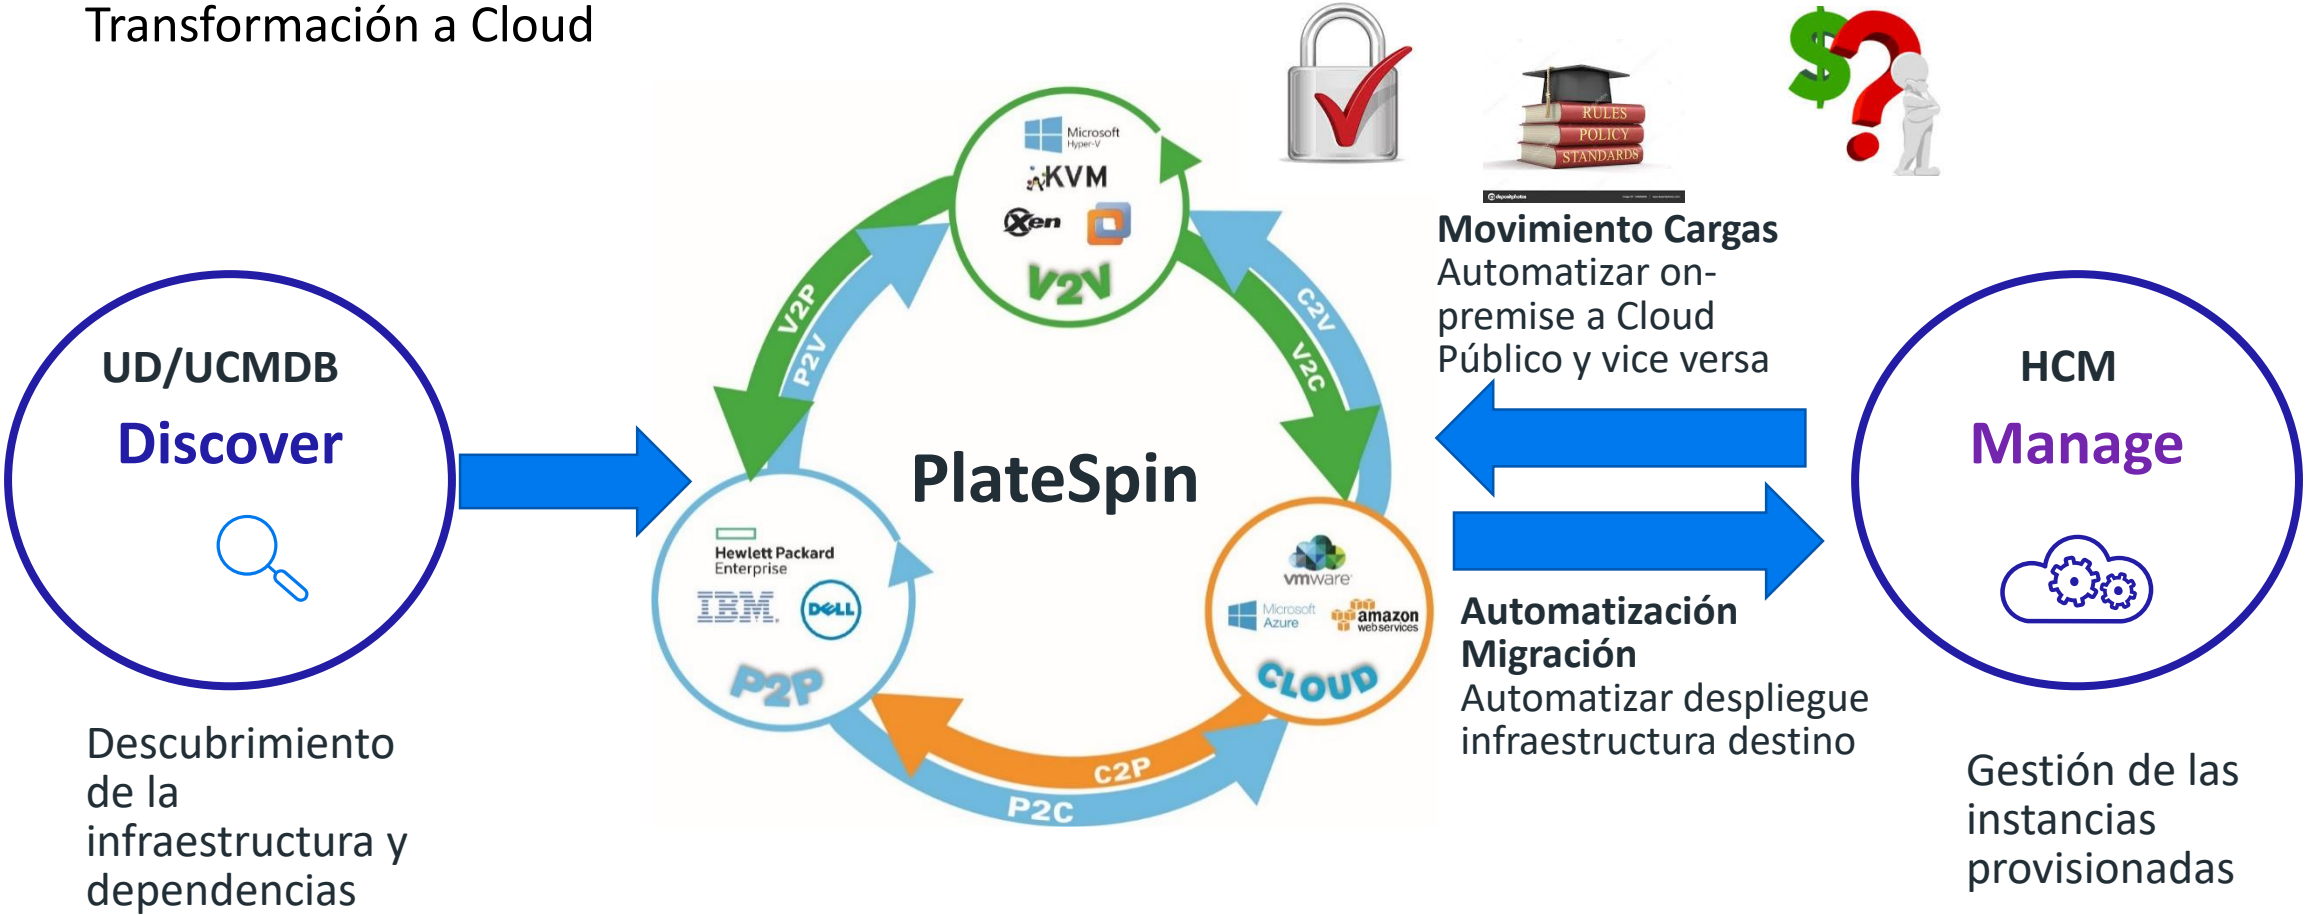 Transformación a Cloud
RULES
POLICY
STANDARDS
depositphotos
UD/UCMDB
Discover
Descubrimiento
de la
infraestructura y
dependencias
Microsoft
Hyper-V
KVM
Xen
V2V
V2P
P2V
C2V
V2C
PlateSpin
Hewlett Packard
Enterprise
IBM.
DELL
P2P
vmware
Microsoft
Azure
amazon
webservices
CLOUD
C2P
P2C
Movimiento Cargas
Automatizar on-
premise a Cloud
Público y vice versa
Automatización
Migración
Automatizar despliegue
infraestructura destino
HCM
Manage
Gestión de las
instancias
provisionadas